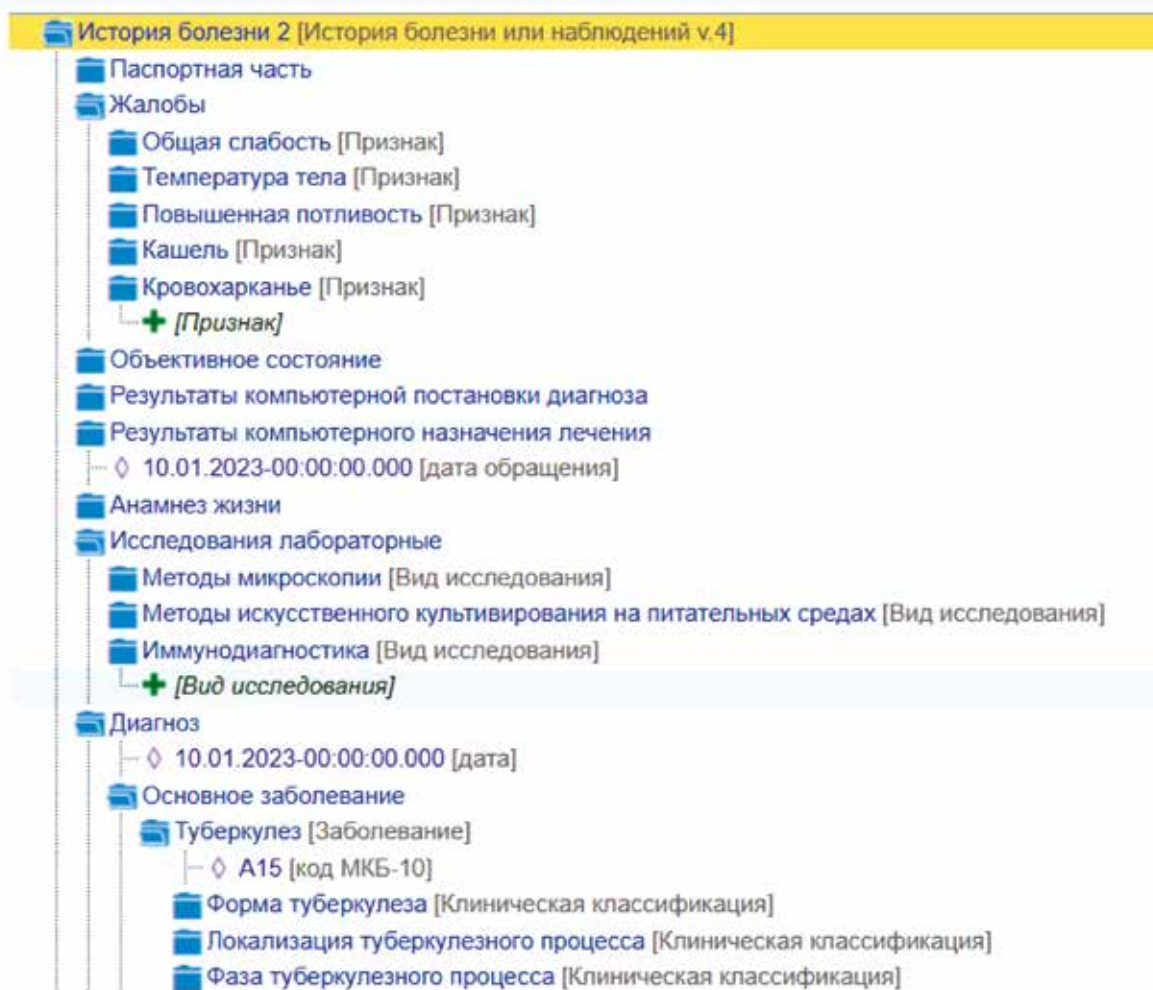 История болезни 2 [История болезни или наблюдений v.4]
Паспортная часть
Жалобы
Общая слабость [Признак]
Температура тела [Признак]
Повышенная потливость [Признак]
Кашель [Признак]
Кровохарканье [Признак]
[Признак]
Объективное состояние
Результаты компьютерной постановки диагноза
Результаты компьютерного назначения лечения
10.01.2023-00:00:00.000 [дата обращения]
Анамнез жизни
Исследования лабораторные
Методы микроскопии [Вид исследования]
Методы искусственного культивирования на питательных средах [Вид исследования]
Иммунодиагностика [Вид исследования]
[Вид исследования]
Диагноз
10.01.2023-00:00:00.000 [дата]
Основное заболевание
Туберкулез [Заболевание]
A15 [код МКБ-10]
Форма туберкулеза [Клиническая классификация]
Локализация туберкулезного процесса [Клиническая классификация]
Фаза туберкулезного процесса [Клиническая классификация]